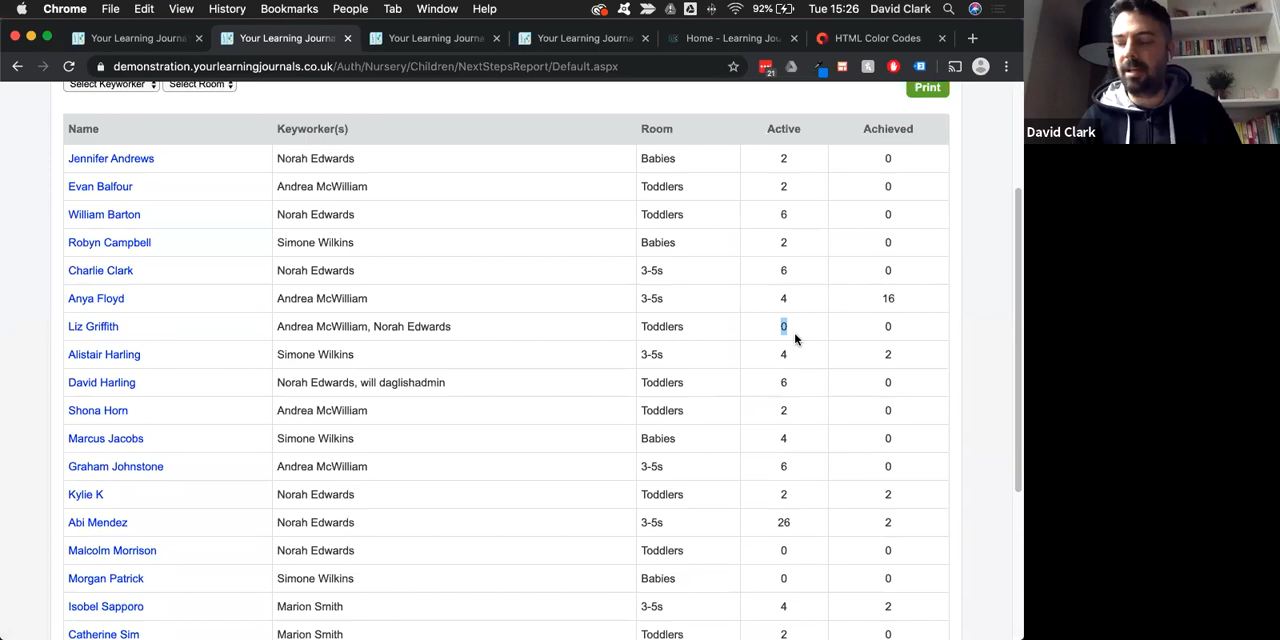 Chrome File Edit View History Bookmarks People Tab Window Help 92% Tue 15:26 David Clark
Your Learning Journa × Your Learning Journa × Your Learning Journa × Your Learning Journa × Home - Learning Jou × HTML Color Codes × +
demonstration.yourlearningjournals.co.uk/Auth/Nursery/Children/NextStepsReport/Default.aspx 21
Select Keyworker Select Room Print
Name Keyworker(s) Room Active Achieved
Jennifer Andrews Norah Edwards Babies 2 0
Evan Balfour Andrea McWilliam Toddlers 2 0
William Barton Norah Edwards Toddlers 6 0
Robyn Campbell Simone Wilkins Babies 2 0
Charlie Clark Norah Edwards 3-5s 6 0
Anya Floyd Andrea McWilliam 3-5s 4 16
Liz Griffith Andrea McWilliam, Norah Edwards Toddlers 0 0
Alistair Harling Simone Wilkins 3-5s 4 2
David Harling Norah Edwards, will daglishadmin Toddlers 6 0
Shona Horn Andrea McWilliam Toddlers 2 0
Marcus Jacobs Simone Wilkins Babies 4 0
Graham Johnstone Andrea McWilliam 3-5s 6 0
Kylie K Norah Edwards Toddlers 2 2
Abi Mendez Norah Edwards 3-5s 26 2
Malcolm Morrison Norah Edwards Toddlers 0 0
Morgan Patrick Simone Wilkins Babies 0 0
Isobel Sapporo Marion Smith 3-5s 4 2
Catherine Sim Marion Smith Toddlers 2 0
David Clark